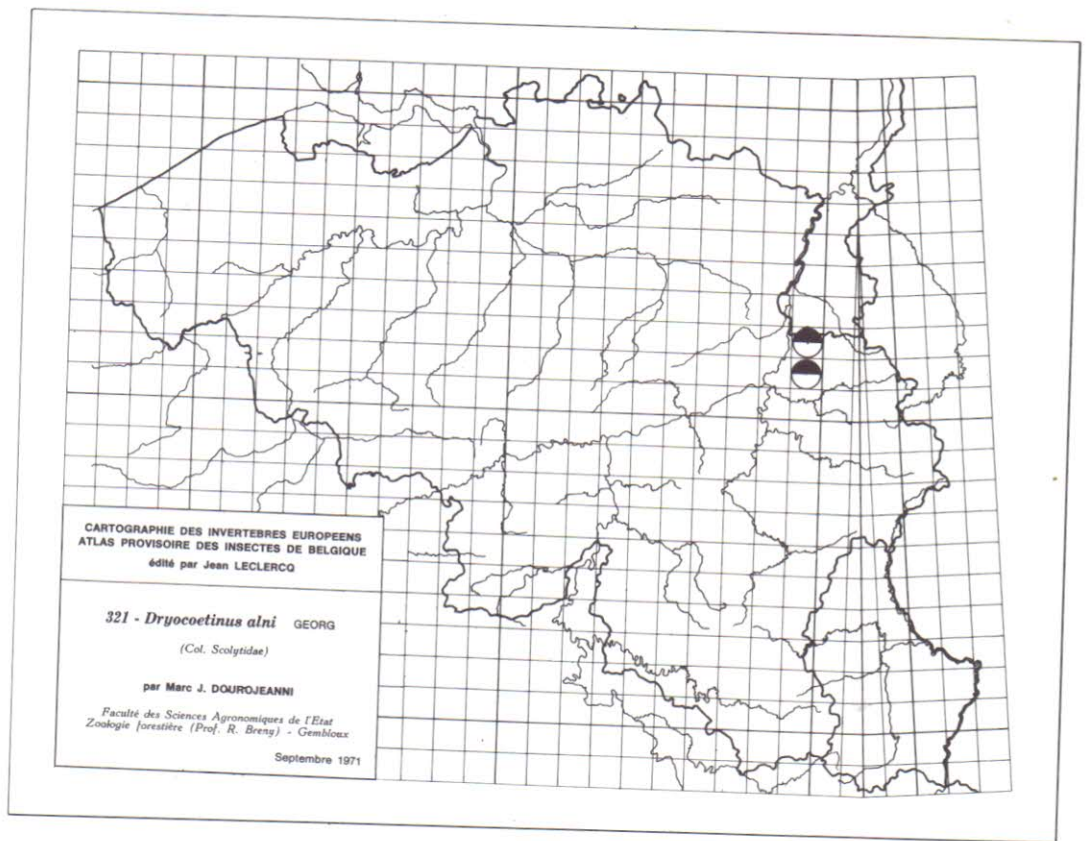 CARTOGRAPHIE DES INVERTEBRES EUROPEENS
ATLAS PROVISOIRE DES INSECTES DE BELGIQUE
édité par Jean LECLERCQ
321 - Dryocoetinus alni GEORG
(Col. Scolytidae)
par Marc J. DOUROJEANNI
Faculté des Sciences Agronomiques de l'Etat
Zoologie forestière (Prof. R. Breny) - Gembloux
Septembre 1971